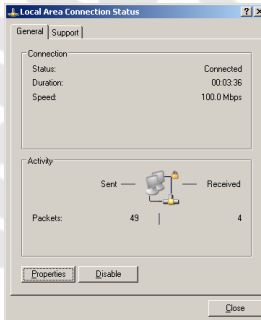 Local Area Connection Status
General Support
Connection
Status: Connected
Duration: 00:03:36
Speed: 100.0 Mbps
Activity
Sent Received
Packets: 49 4
Properties Disable
Close